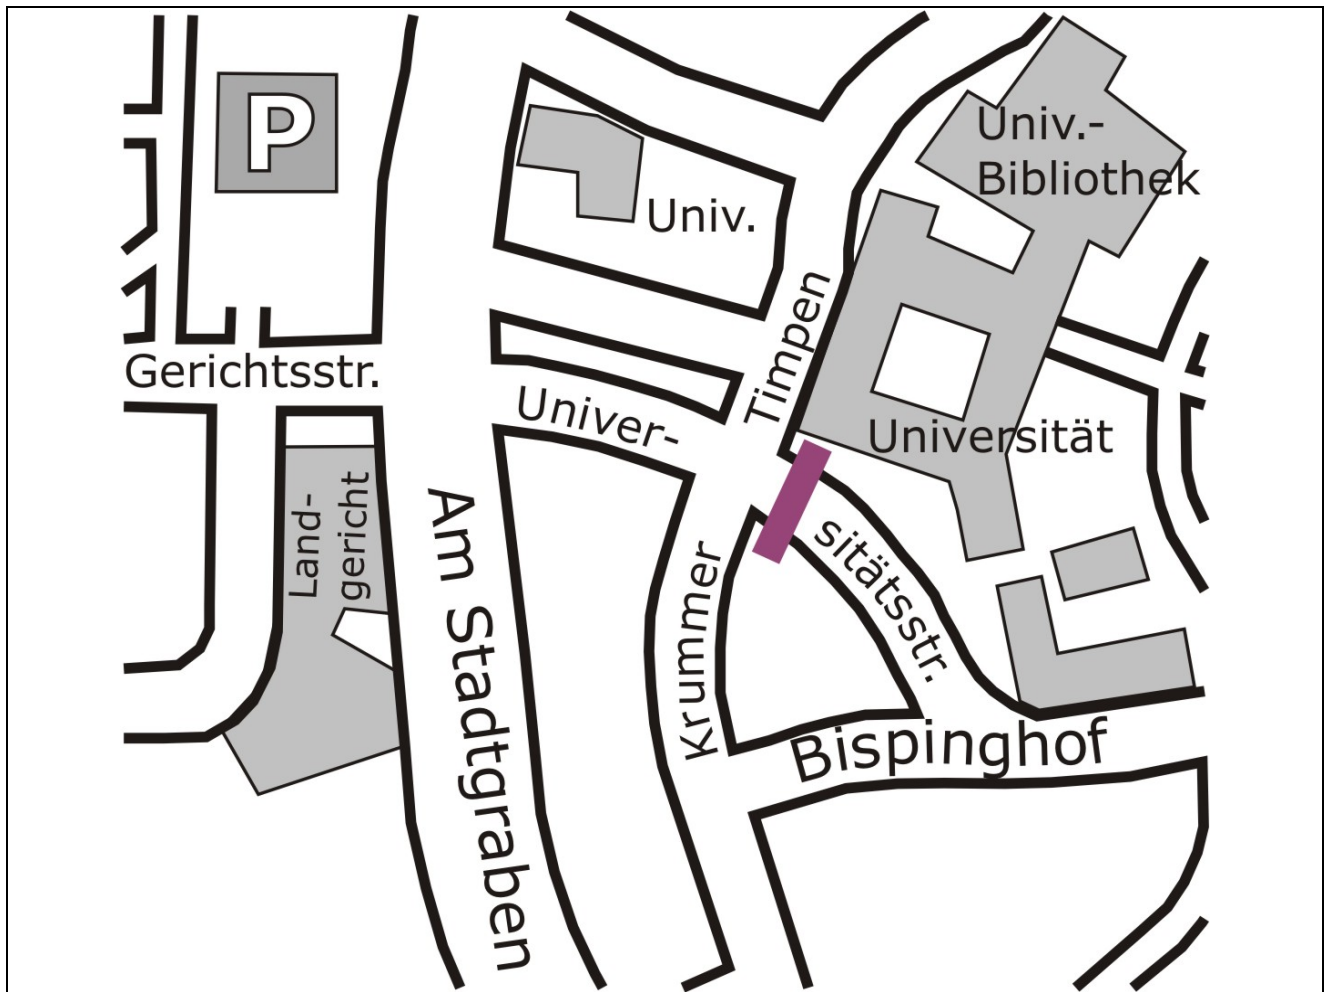 P
Univ.-
Bibliothek
Univ.
Timpen
Gerichtsstr.
Univer-
Universität
Land-
gericht
Am Stadtgraben
sitätsstr.
Krummer
Bispinghof